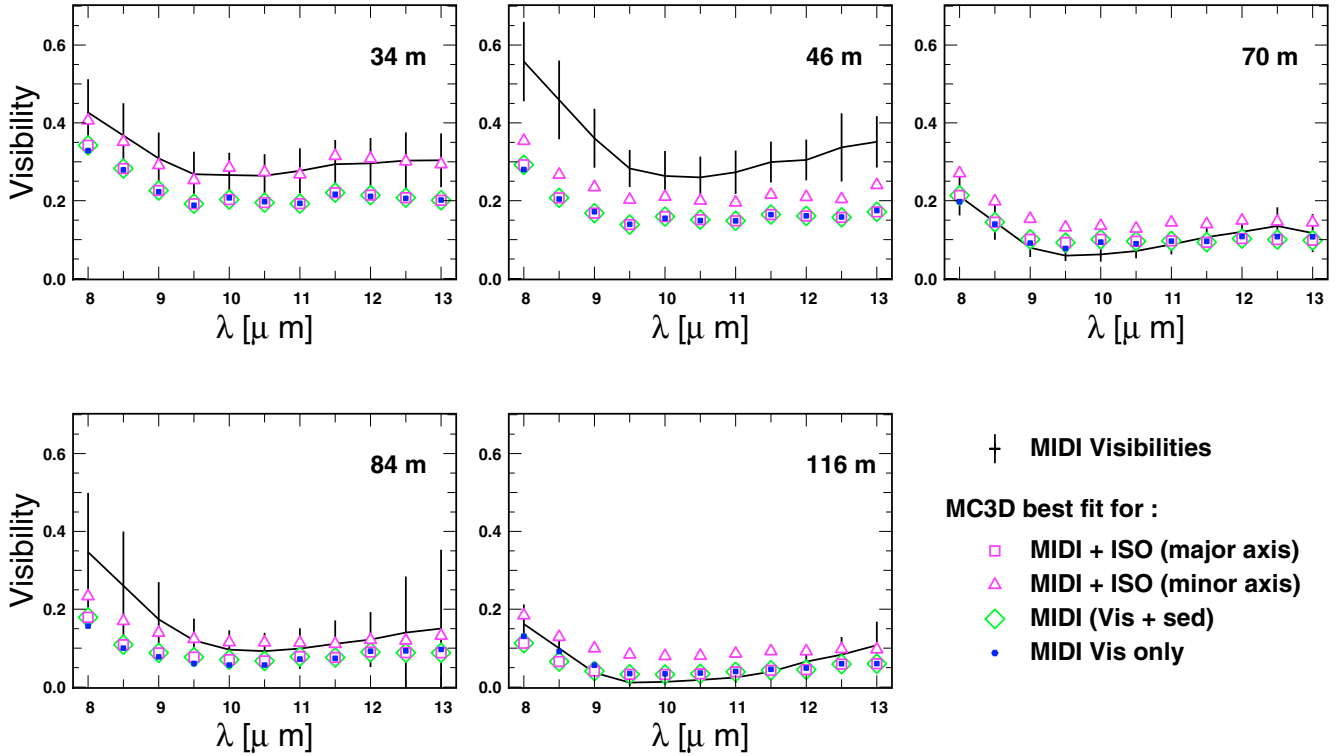 34 m
46 m
70 m
Visibility
0.6
0.4
0.2
0.0
0.6
0.4
0.2
0.0
0.6
0.4
0.2
0.0
8 9 10 11 12 13
8 9 10 11 12 13
8 9 10 11 12 13
λ [μ m]
λ [μ m]
λ [μ m]
84 m
116 m
Visibility
0.6
0.4
0.2
0.0
0.6
0.4
0.2
0.0
8 9 10 11 12 13
8 9 10 11 12 13
λ [μ m]
λ [μ m]
MIDI Visibilities
MC3D best fit for :
MIDI + ISO (major axis)
MIDI + ISO (minor axis)
MIDI (Vis + sed)
MIDI Vis only